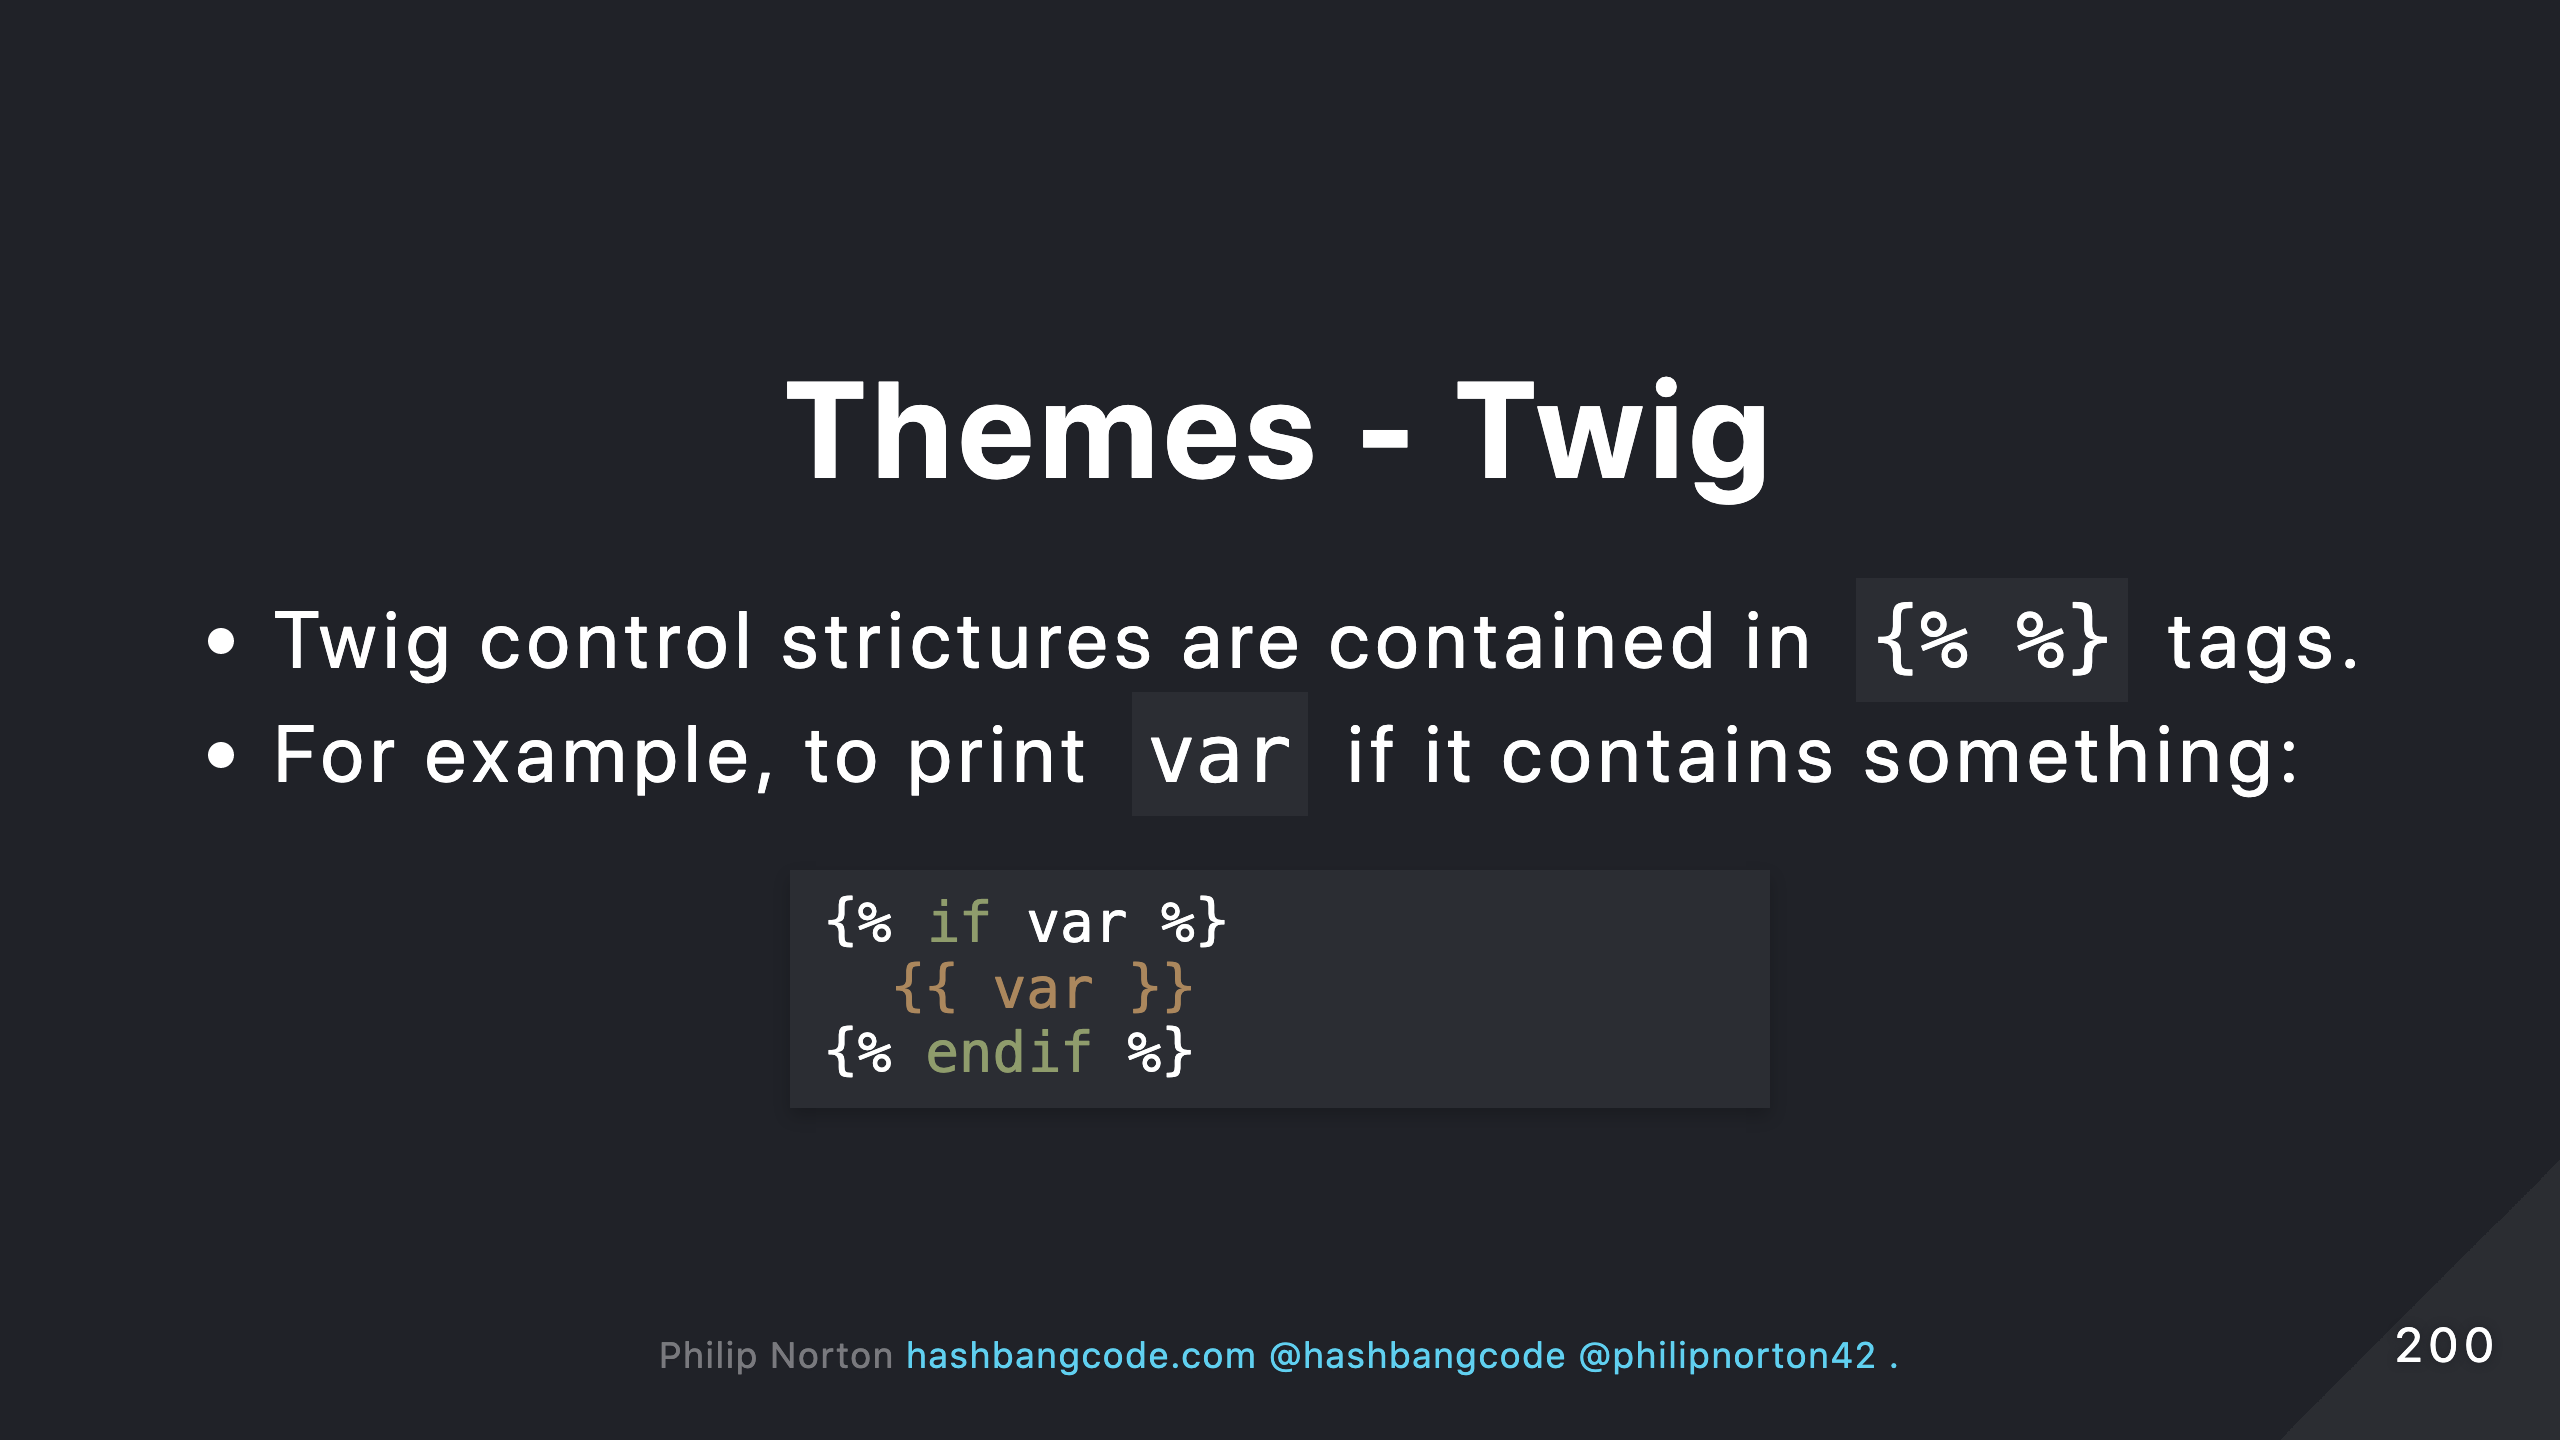 Themes - Twig
• Twig control strictures are contained in {% %} tags.
• For example, to print var if it contains something:
{% if var %}
  {{ var }}
{% endif %}
Philip Norton hashbangcode.com @hashbangcode @philipnorton42 .
200